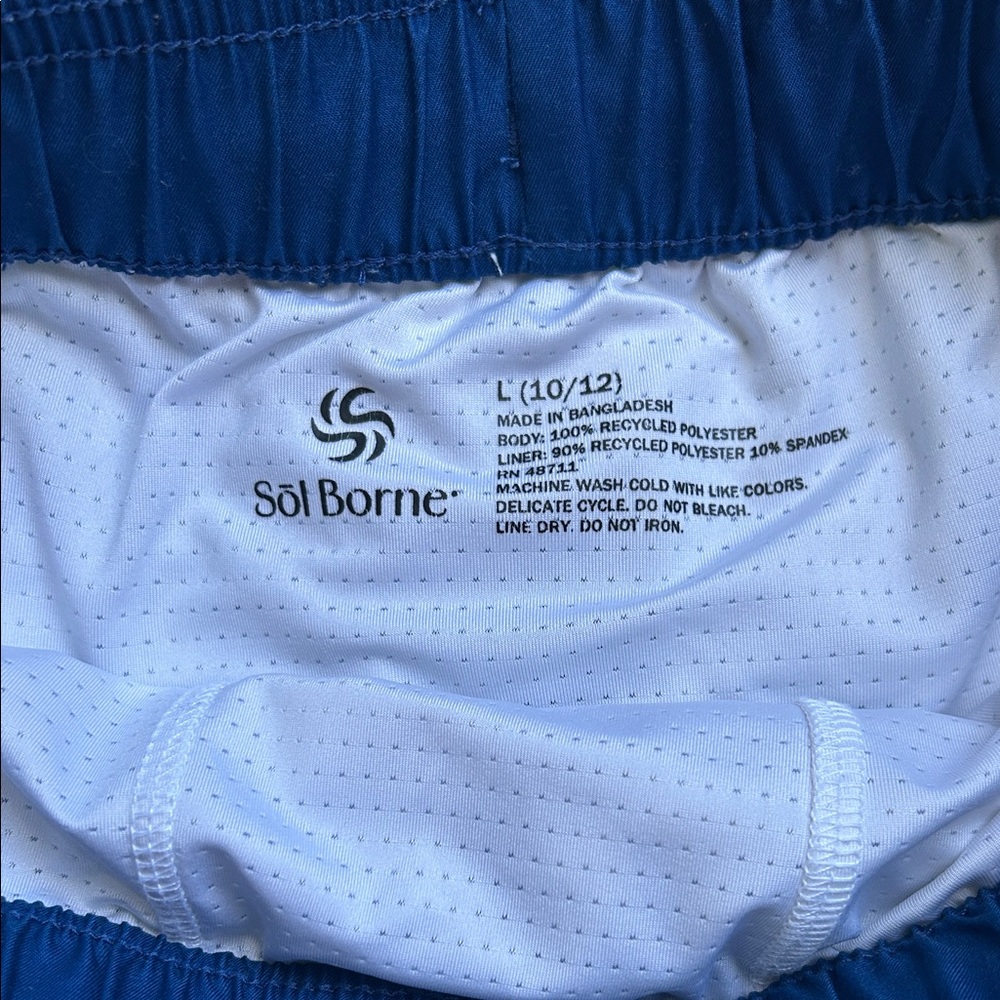 Sōl Borne
L (10/12)
MADE IN BANGLADESH
BODY: 100% RECYCLED POLYESTER
LINER: 90% RECYCLED POLYESTER 10% SPANDEX
RN 48711
MACHINE WASH COLD WITH LIKE COLORS.
DELICATE CYCLE. DO NOT BLEACH.
LINE DRY. DO NOT IRON.